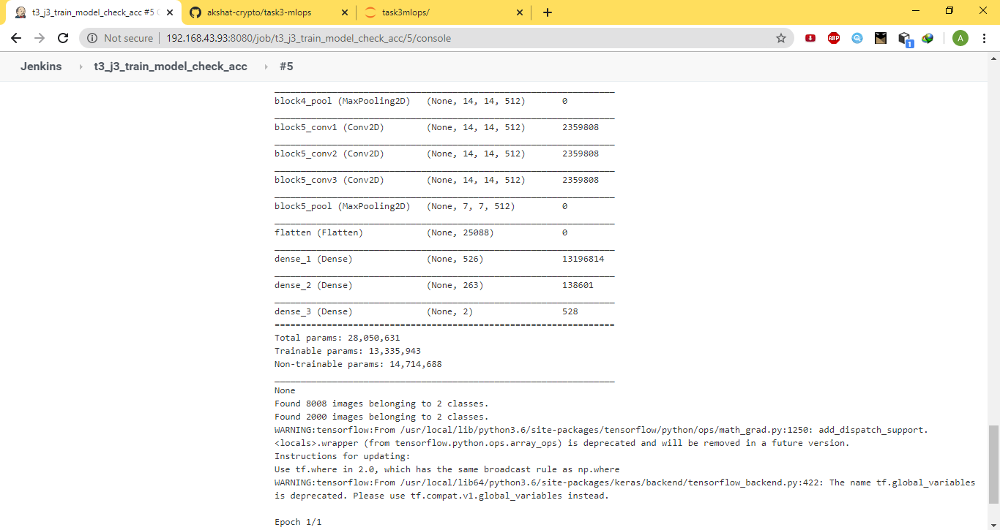 t3_j3_train_model_check_acc #5
akshat-crypto/task3-mlops
task3mlops/
Not secure
192.168.43.93:8080/job/t3_j3_train_model_check_acc/5/console
ABP
1
A
Jenkins
t3_j3_train_model_check_acc
#5
block4_pool (MaxPooling2D) (None, 14, 14, 512) 0
block5_conv1 (Conv2D) (None, 14, 14, 512) 2359808
block5_conv2 (Conv2D) (None, 14, 14, 512) 2359808
block5_conv3 (Conv2D) (None, 14, 14, 512) 2359808
block5_pool (MaxPooling2D) (None, 7, 7, 512) 0
flatten (Flatten) (None, 25088) 0
dense_1 (Dense) (None, 526) 13196814
dense_2 (Dense) (None, 263) 138601
dense_3 (Dense) (None, 2) 528
=================================================================
Total params: 28,050,631
Trainable params: 13,335,943
Non-trainable params: 14,714,688
_________________________________________________________________
None
Found 8008 images belonging to 2 classes.
Found 2000 images belonging to 2 classes.
WARNING:tensorflow:From /usr/local/lib/python3.6/site-packages/tensorflow/python/ops/math_grad.py:1250: add_dispatch_support.
<locals>.wrapper (from tensorflow.python.ops.array_ops) is deprecated and will be removed in a future version.
Instructions for updating:
Use tf.where in 2.0, which has the same broadcast rule as np.where
WARNING:tensorflow:From /usr/local/lib64/python3.6/site-packages/keras/backend/tensorflow_backend.py:422: The name tf.global_variables
is deprecated. Please use tf.compat.v1.global_variables instead.
Epoch 1/1